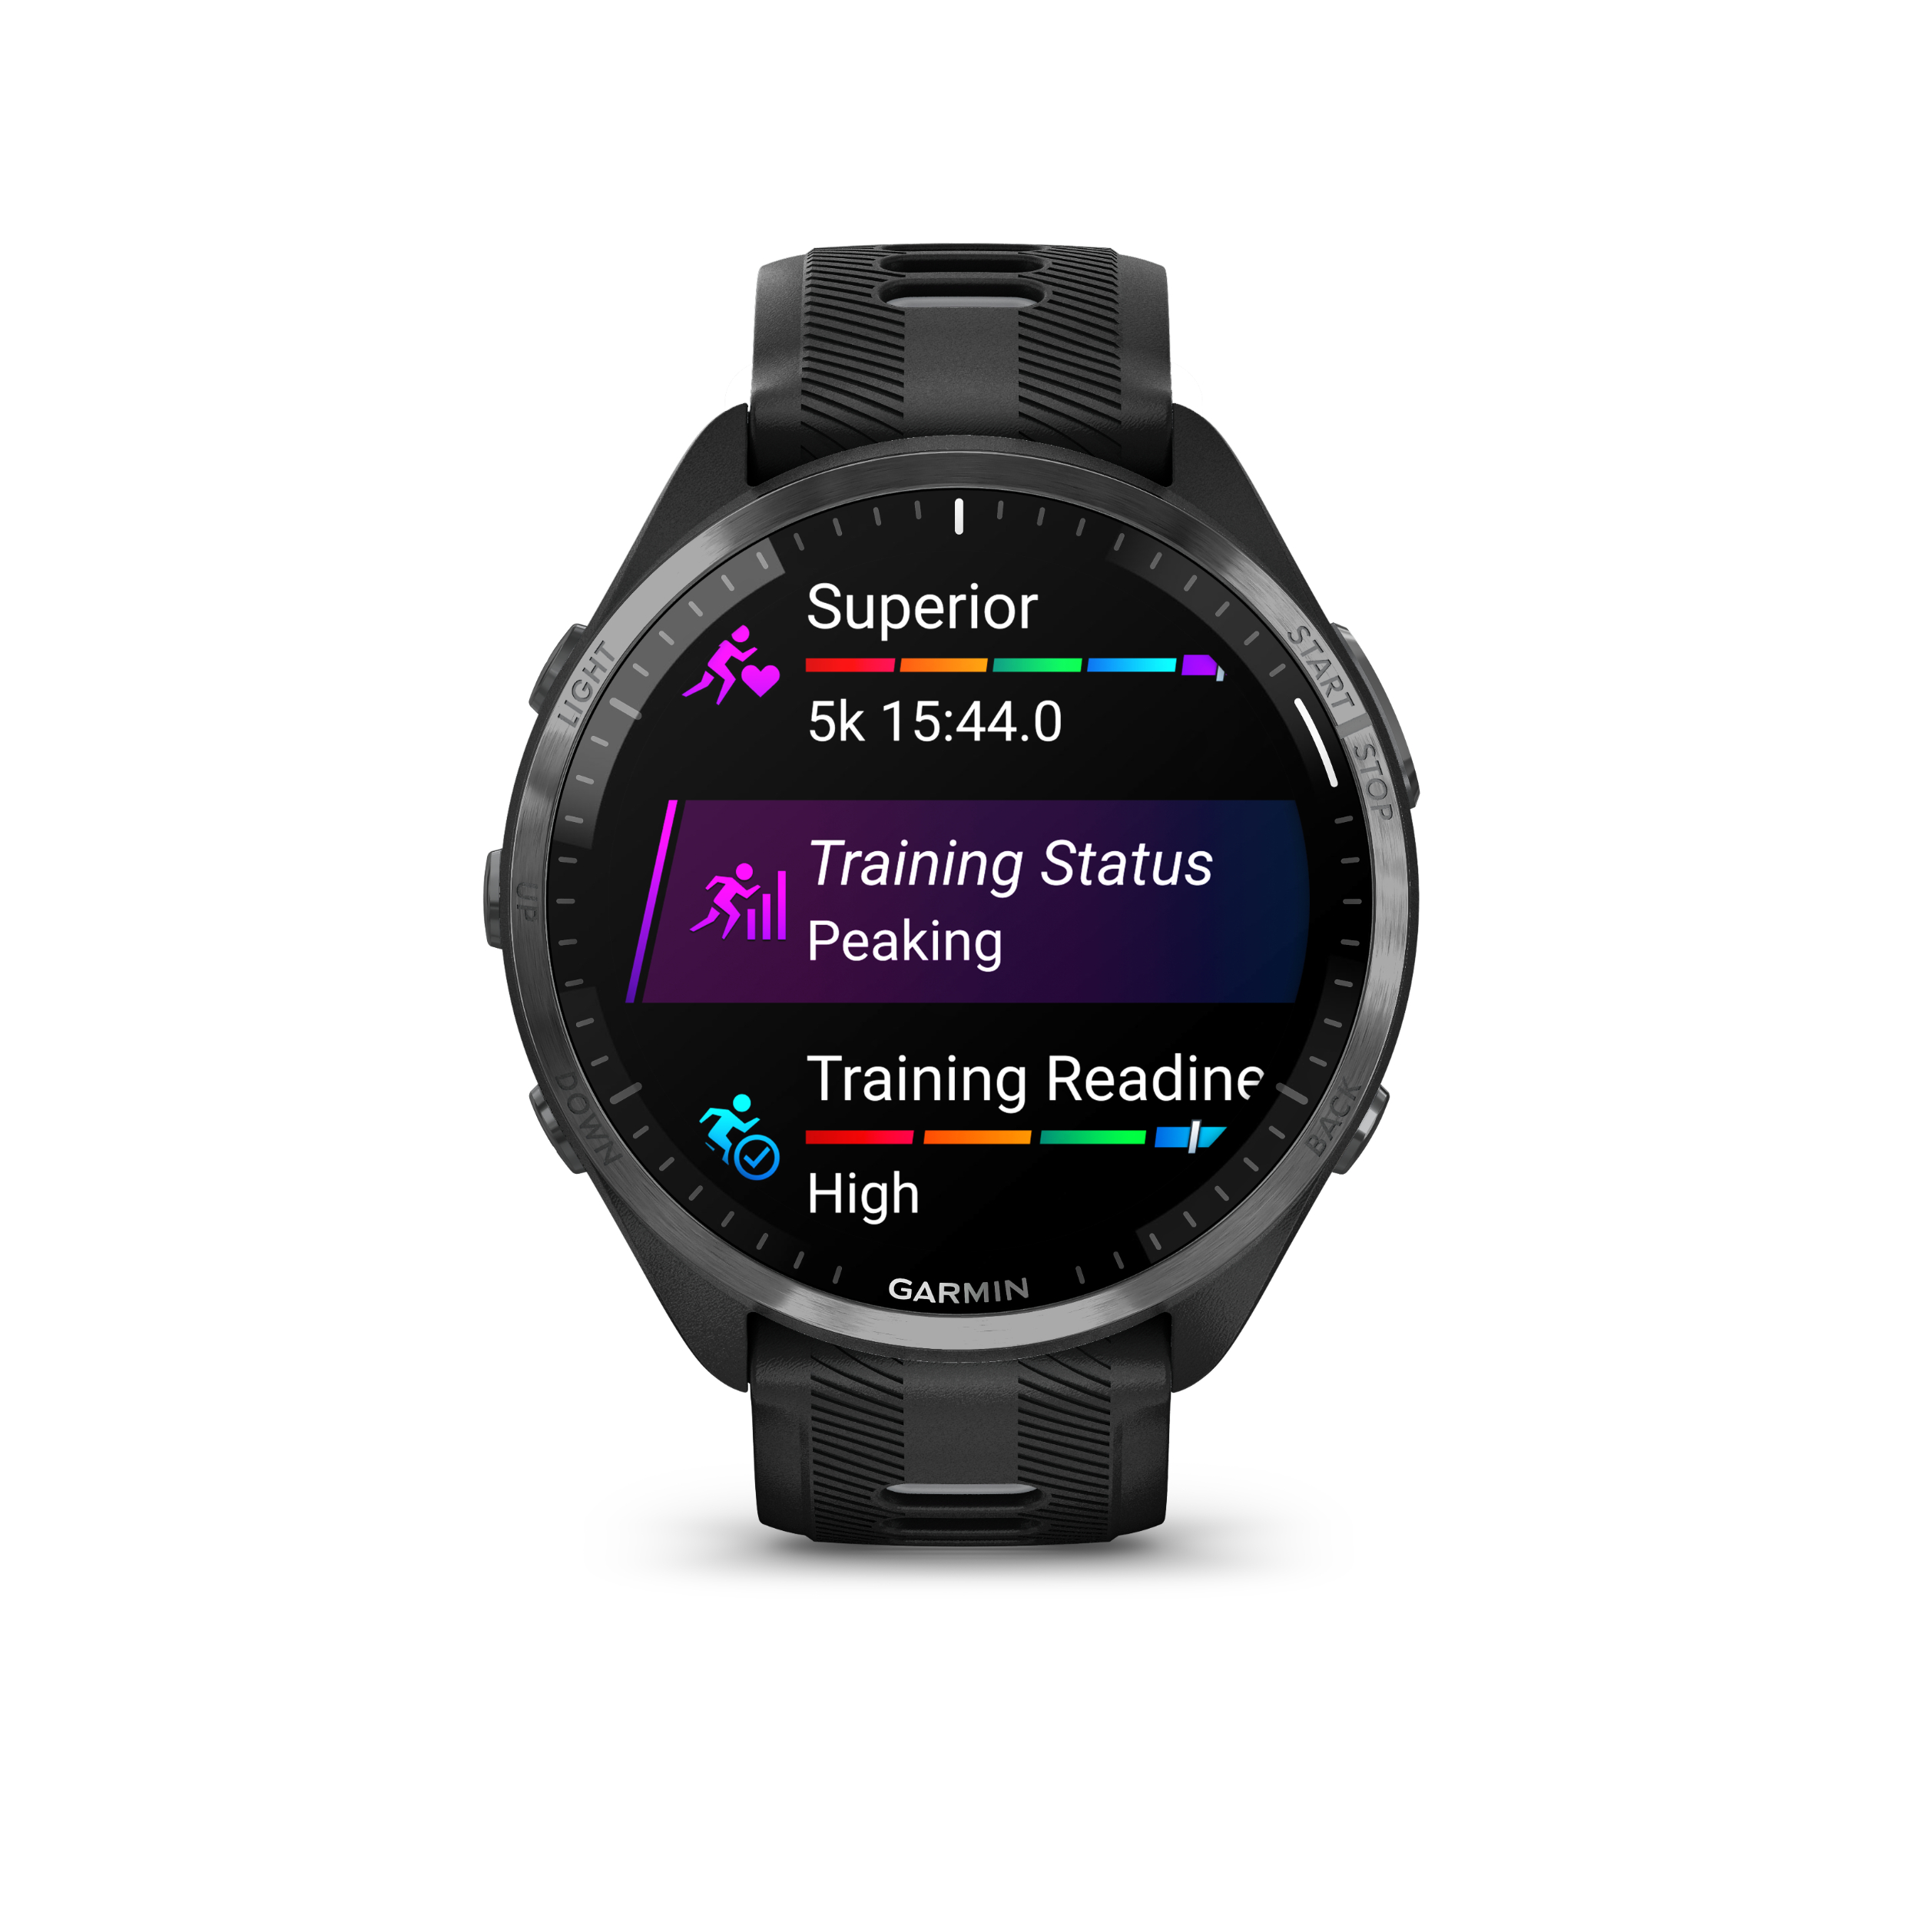 Superior
5k 15:44.0
Training Status
Peaking
Training Readine
High
GARMIN
LIGHT
UP
DOWN
START
STOP
BACK